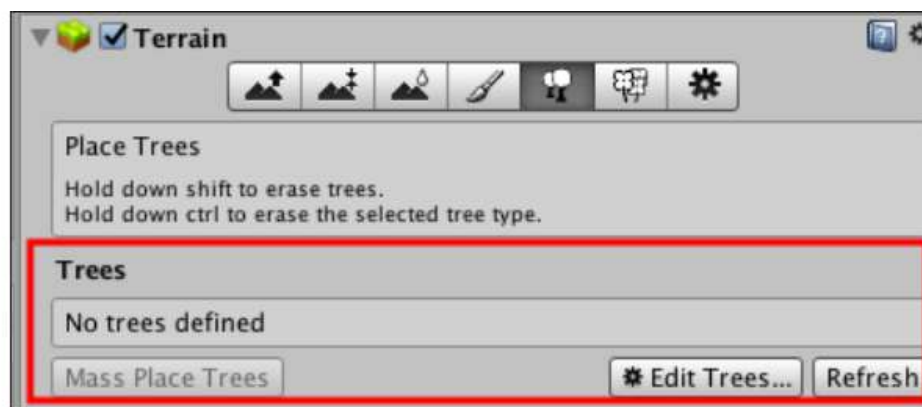 Terrain
Place Trees
Hold down shift to erase trees.
Hold down ctrl to erase the selected tree type.
Trees
No trees defined
Mass Place Trees Edit Trees... Refresh